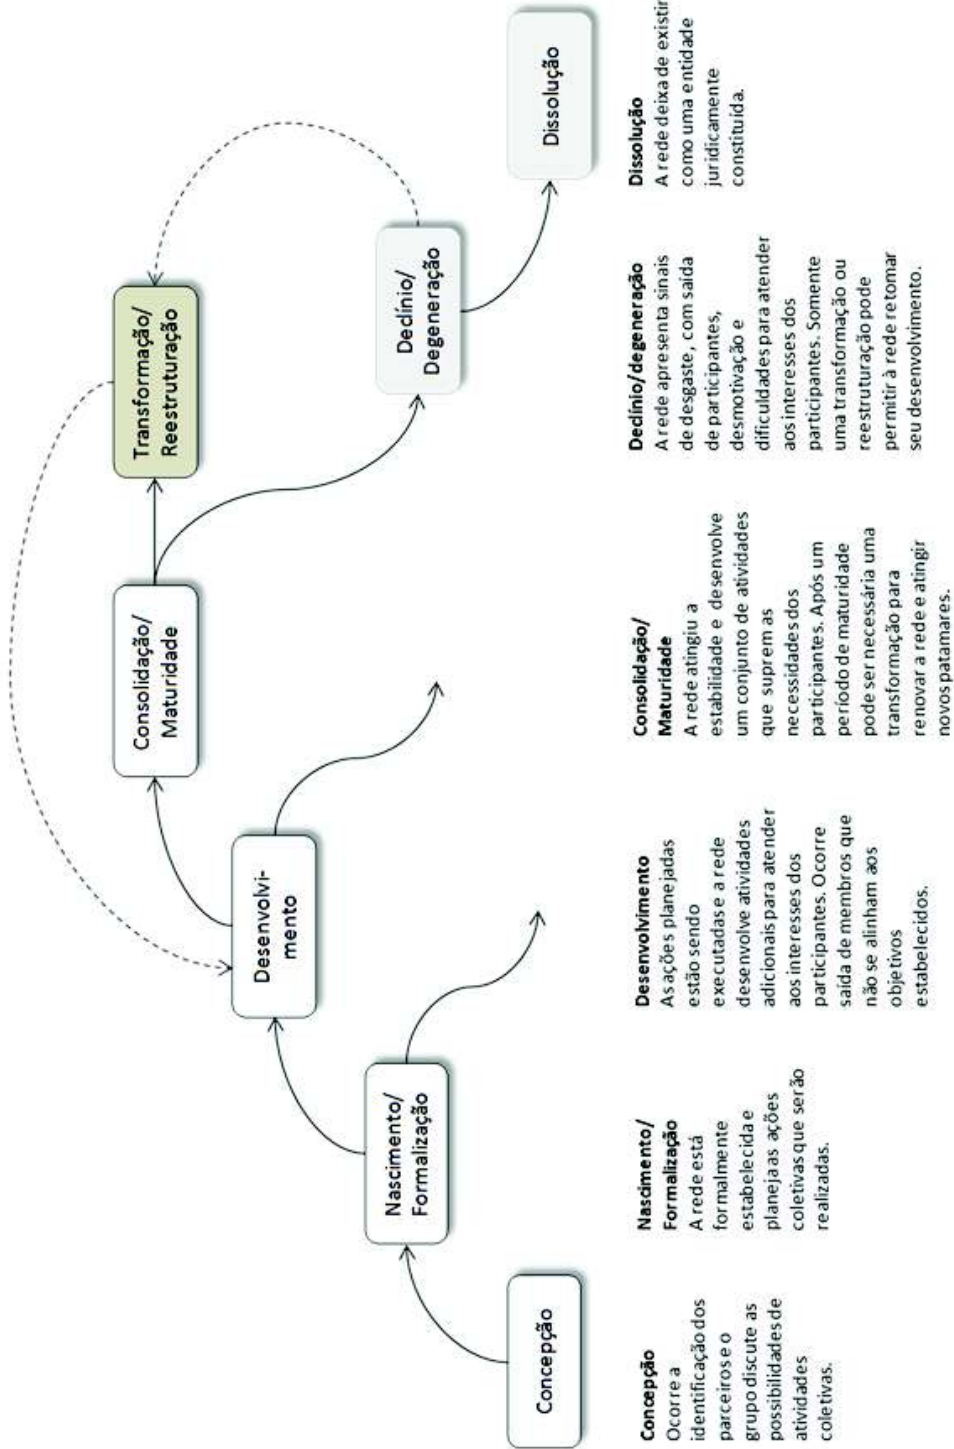 Concepção
Nascimento/
Formalização
Desenvolvi-
mento
Consolidação/
Maturidade
Transformação/
Reestruturação
Declínio/
Degeneração
Dissolução
Concepção
Ocorre a
identificação dos
parceiros e o
grupo discute as
possibilidades de
atividades
coletivas.
Nascimento/
Formalização
A rede está
formalmente
estabelecida e
planeja as ações
coletivas que serão
realizadas.
Desenvolvimento
As ações planejadas
estão sendo
executadas e a rede
desenvolve atividades
adicionais para atender
aos interesses dos
participantes. Ocorre
saída de membros que
não se alinham aos
objetivos
estabelecidos.
Consolidação/
Maturidade
A rede atingiu a
estabilidade e desenvolve
um conjunto de atividades
que suprem as
necessidades dos
participantes. Após um
período de maturidade
pode ser necessária uma
transformação para
renovar a rede e atingir
novos patamares.
Declínio/degeneração
A rede apresenta sinais
de desgaste, com saída
de participantes,
desmotivação e
dificuldades para atender
aos interesses dos
participantes. Somente
uma transformação ou
reestruturação pode
permitir à rede retomar
seu desenvolvimento.
Dissolução
A rede deixa de existir
como uma entidade
juridicamente
constituída.